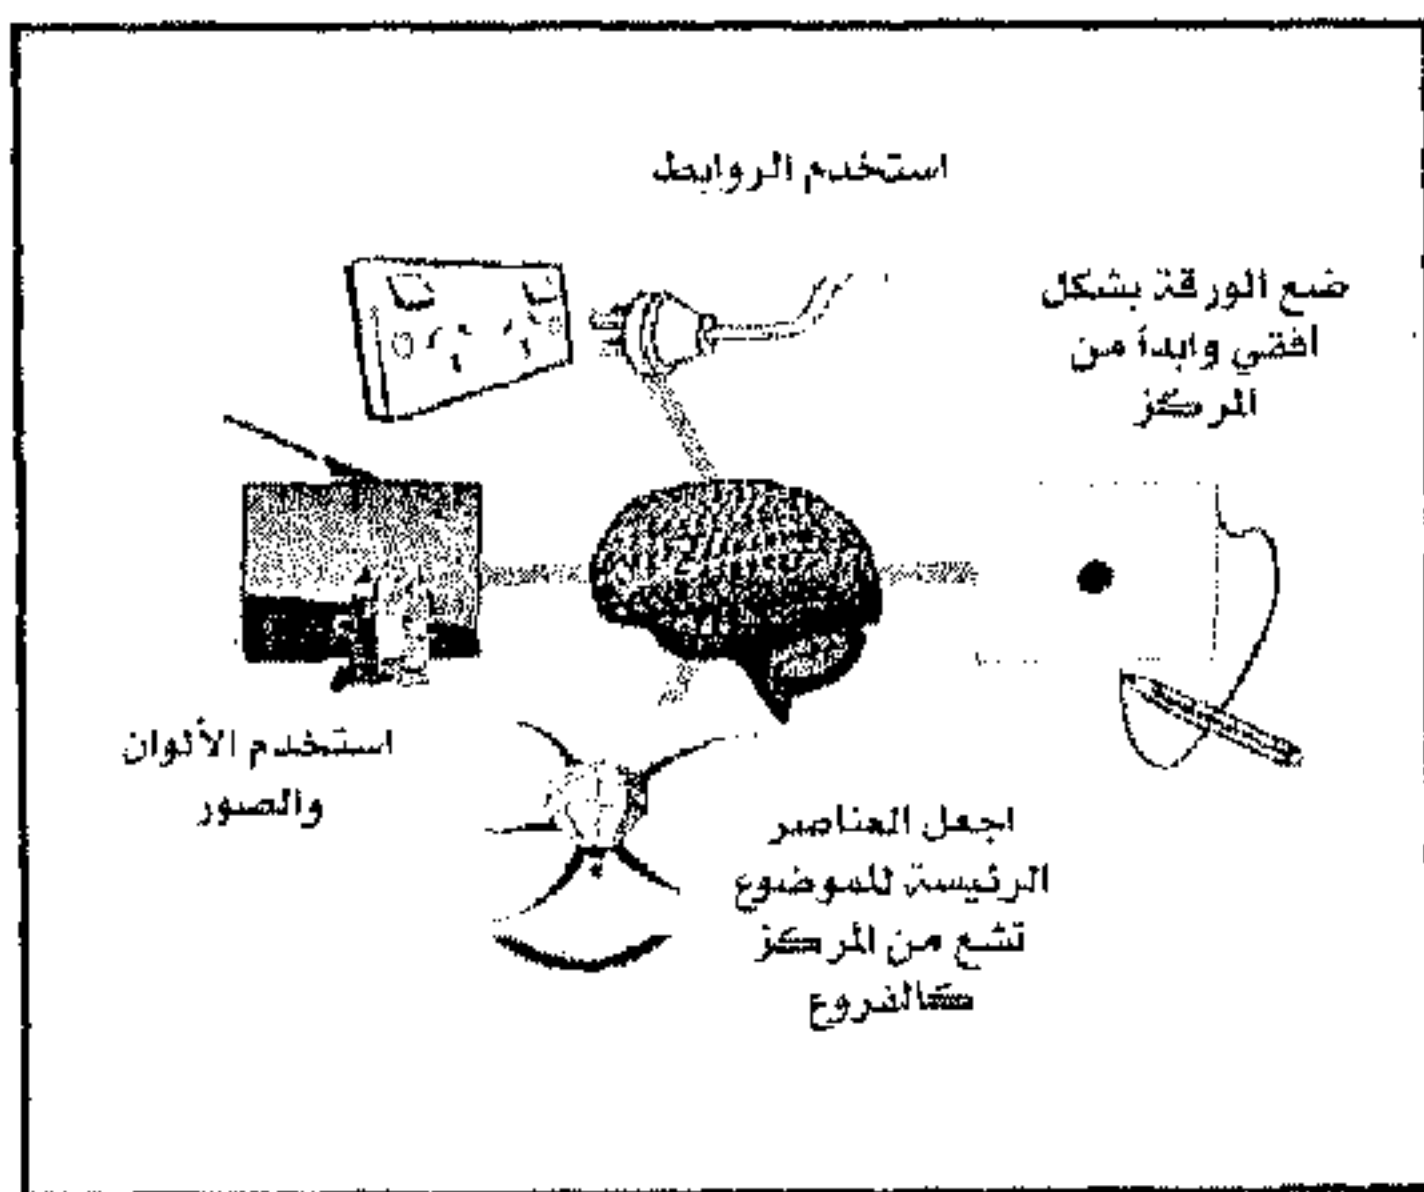 استخدم الروابط
ضع الورقة بشكل
افقي وابدأ من
المركز
استخدم الألوان
والصور
اجعل العناصر
الرئيسة للموضوع
تشع من المركز
كالفروع